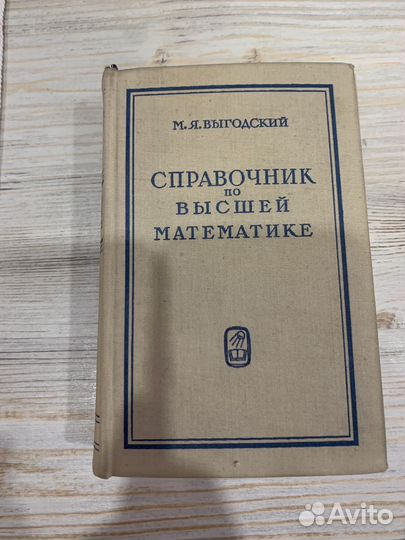 М.Я.ВЫГОДСКИЙ
СПРАВОЧНИК
ПО
ВЫСШЕЙ
МАТЕМАТИКЕ
Avito